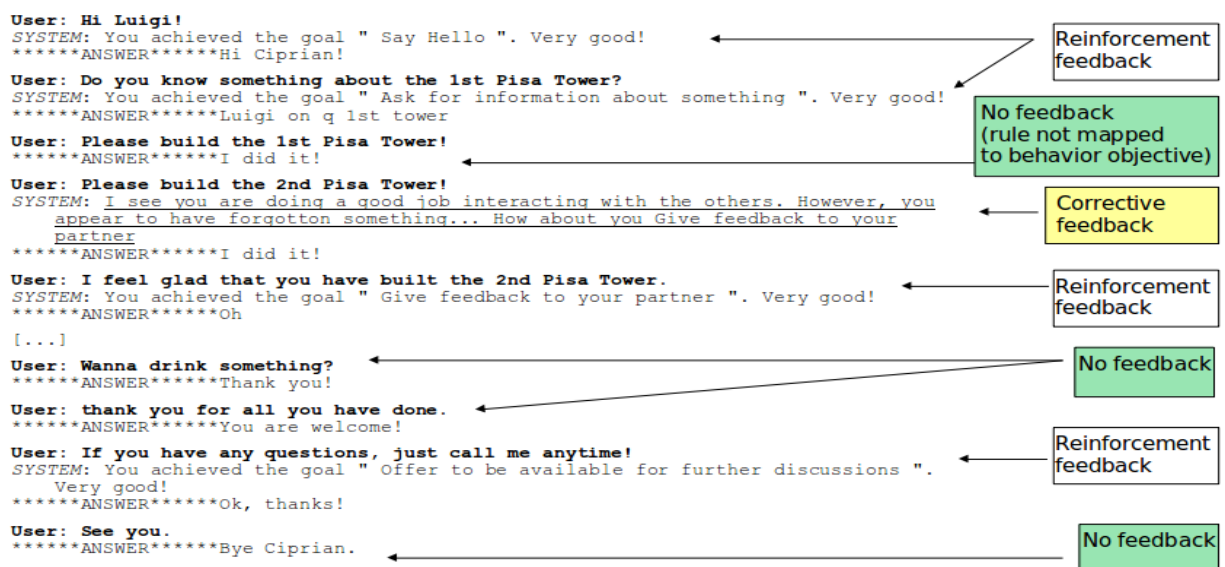 User: Hi Luigi!
SYSTEM: You achieved the goal " Say Hello ". Very good!
******ANSWER******Hi Ciprian!
Reinforcement
feedback
User: Do you know something about the 1st Pisa Tower?
SYSTEM: You achieved the goal " Ask for information about something ". Very good!
******ANSWER******Luigi on q 1st tower
No feedback
(rule not mapped
to behavior objective)
User: Please build the 1st Pisa Tower!
******ANSWER******I did it!
User: Please build the 2nd Pisa Tower!
SYSTEM: I see you are doing a good job interacting with the others. However, you
appear to have forgotton something... How about you Give feedback to your
partner
******ANSWER******I did it!
Corrective
feedback
User: I feel glad that you have built the 2nd Pisa Tower.
SYSTEM: You achieved the goal " Give feedback to your partner ". Very good!
******ANSWER******Oh
Reinforcement
feedback
[...]
User: Wanna drink something?
******ANSWER******Thank you!
No feedback
User: thank you for all you have done.
******ANSWER******You are welcome!
User: If you have any questions, just call me anytime!
SYSTEM: You achieved the goal " Offer to be available for further discussions ".
Very good!
******ANSWER******Ok, thanks!
Reinforcement
feedback
User: See you.
******ANSWER******Bye Ciprian.
No feedback